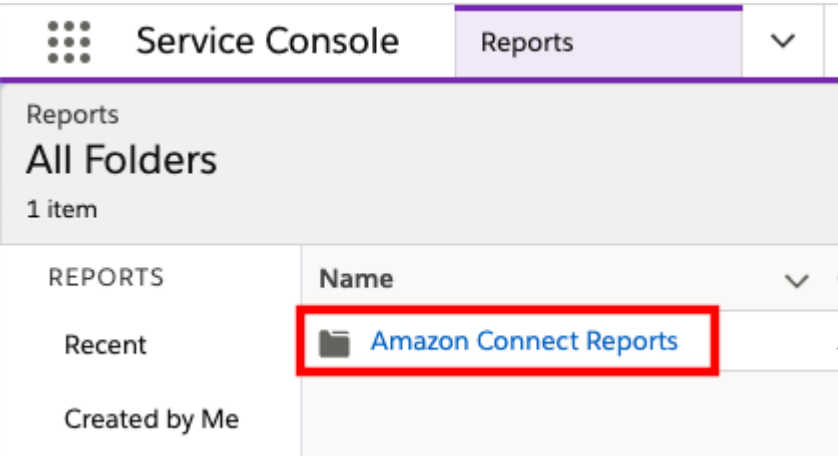 Service Console
Reports
Reports
All Folders
1 item
REPORTS
Name
Recent
Amazon Connect Reports
Created by Me